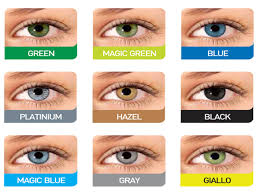 GREEN
MAGIC GREEN
BLUE
PLATINIUM
HAZEL
BLACK
MAGIC BLUE
GRAY
GIALLO